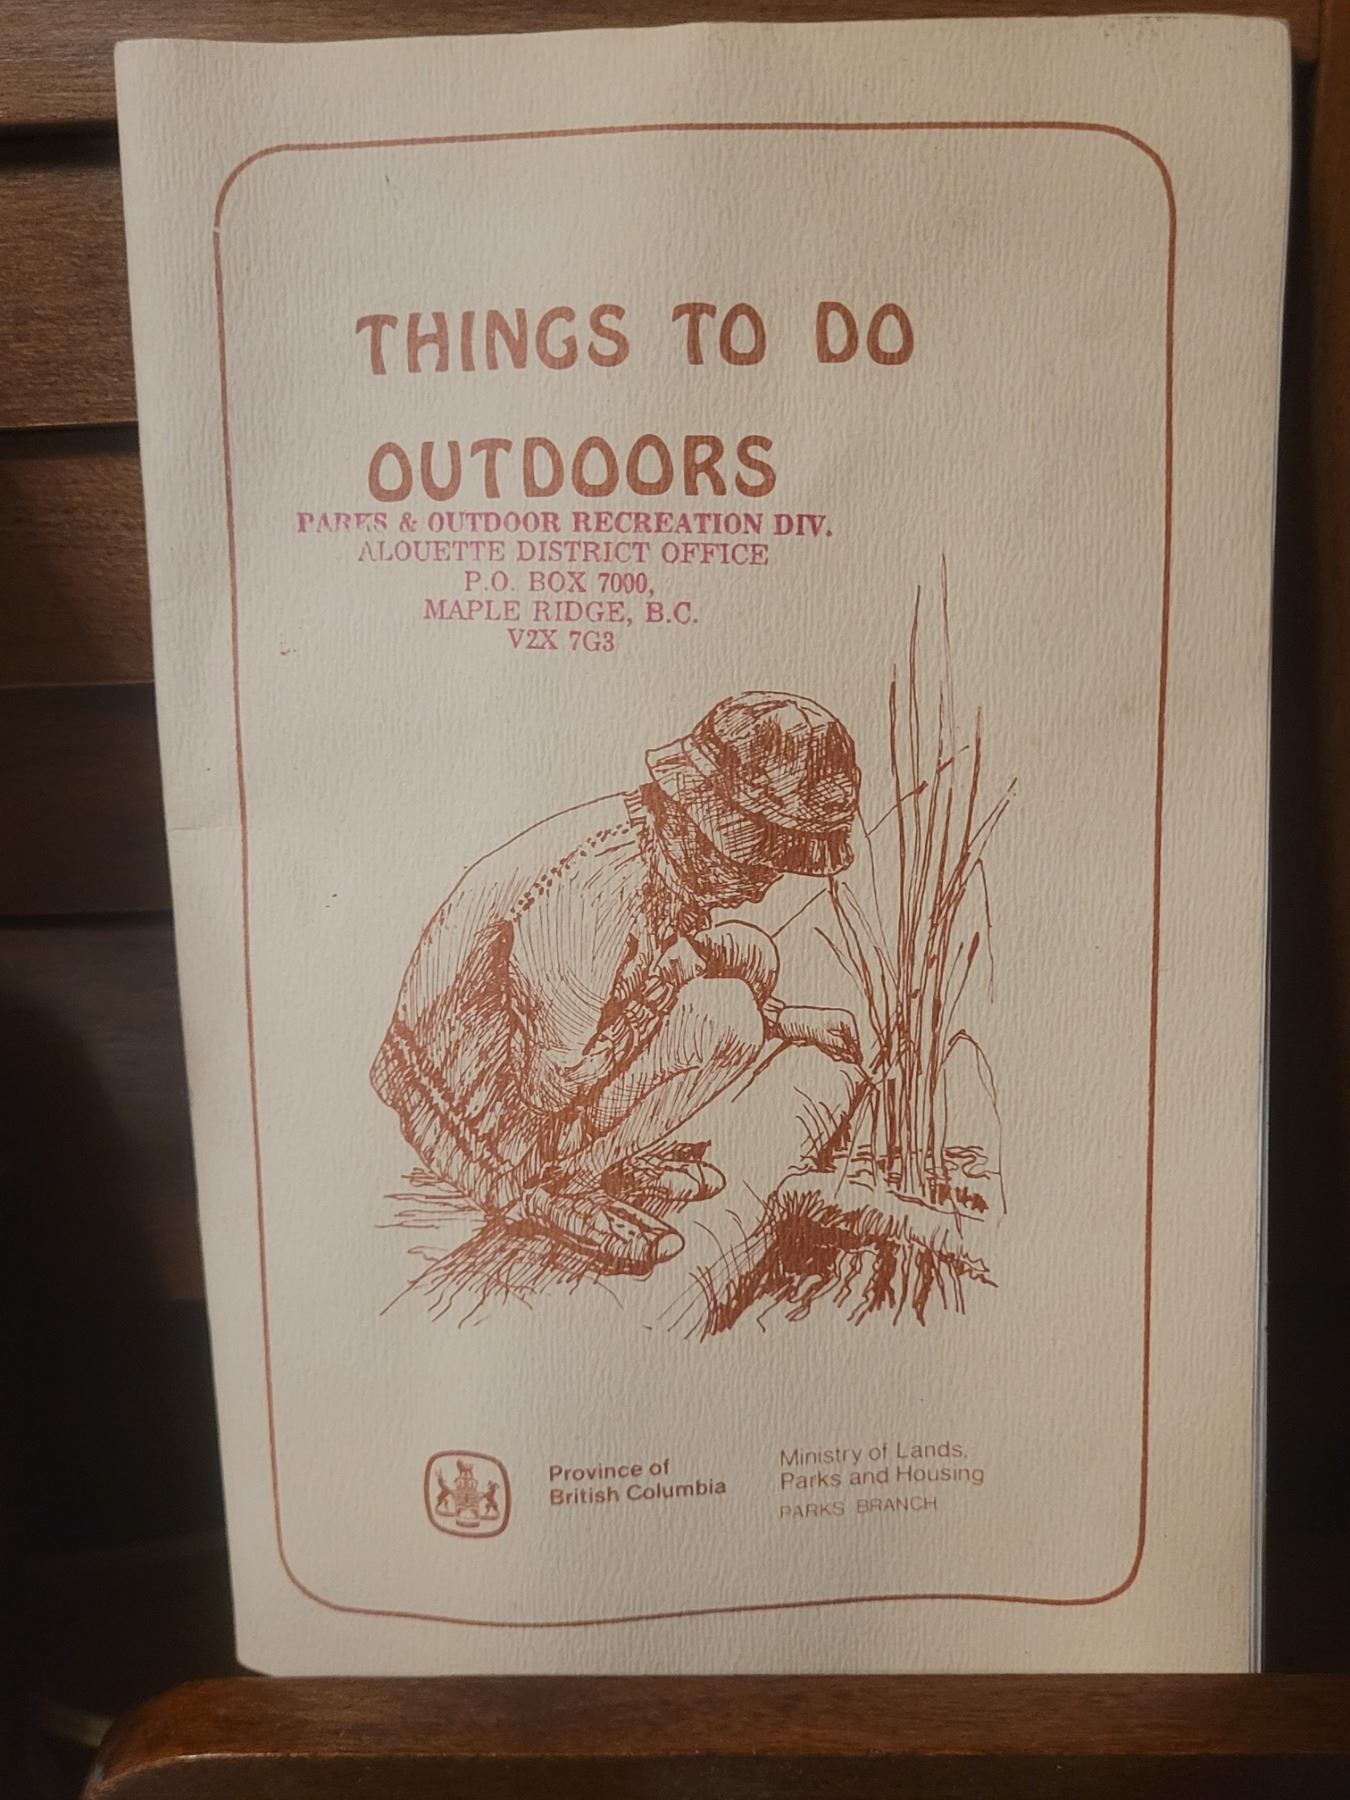 THINGS TO DO
OUTDOORS
PARKS & OUTDOOR RECREATION DIV.
ALOUETTE DISTRICT OFFICE
P.O. BOX 7000,
MAPLE RIDGE, B.C.
V2X 7G3
Province of
British Columbia
Ministry of Lands,
Parks and Housing
PARKS BRANCH